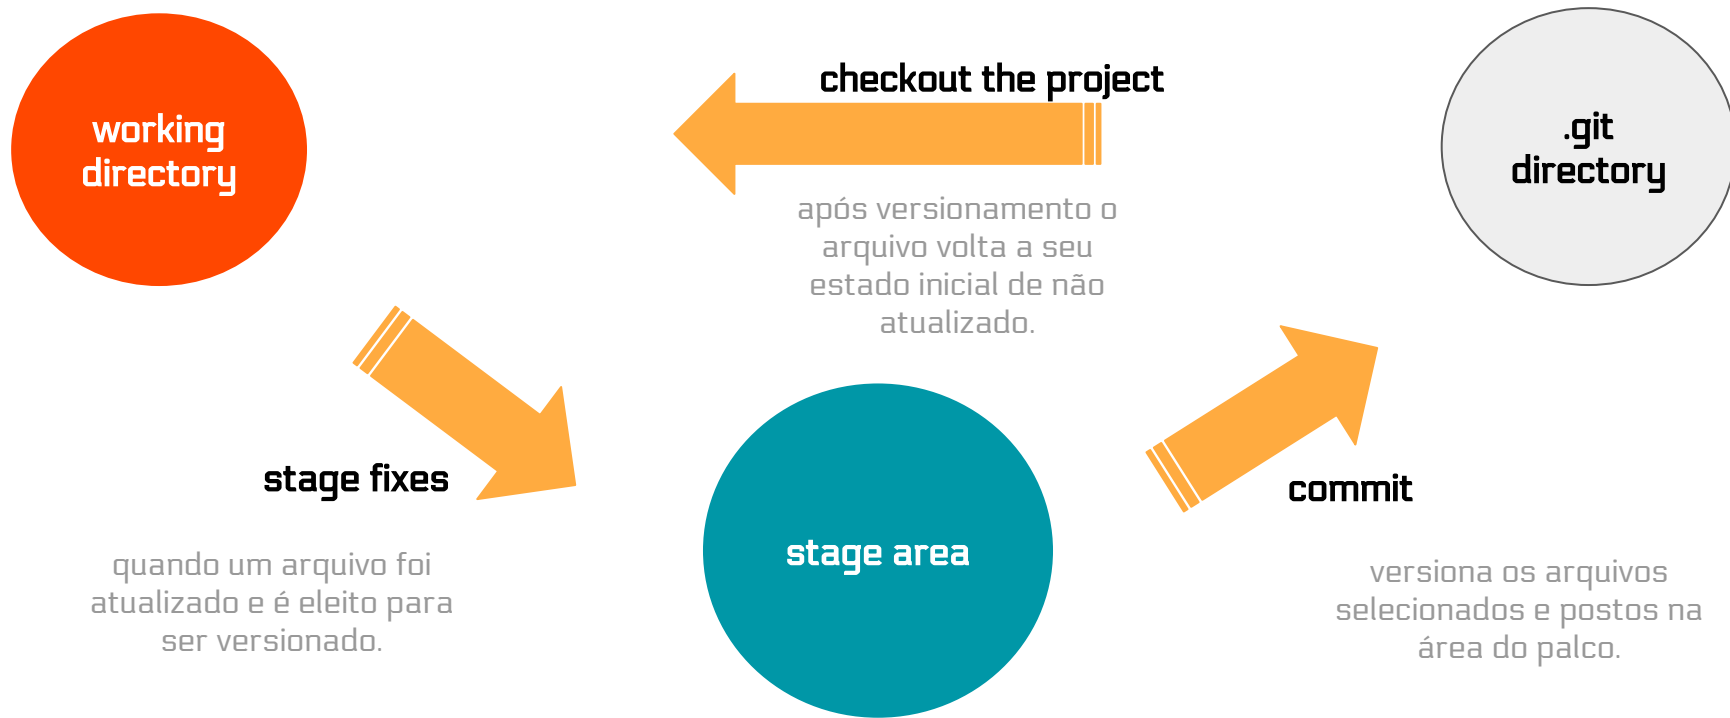 working
directory
checkout the project
após versionamento o
arquivo volta a seu
estado inicial de não
atualizado.
.git
directory
stage fixes
quando um arquivo foi
atualizado e é eleito para
ser versionado.
stage area
commit
versiona os arquivos
selecionados e postos na
área do palco.